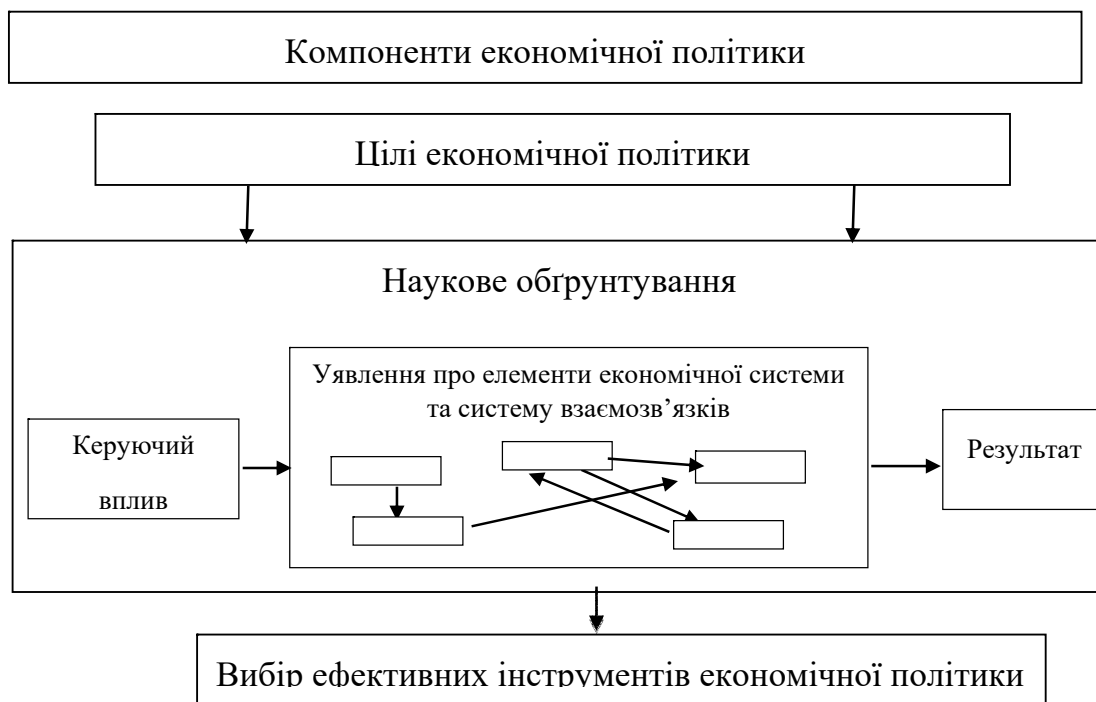 Компоненти економічної політики
Цілі економічної політики
Наукове обґрунтування
Уявлення про елементи економічної системи
та систему взаємозв’язків
Керуючий
вплив
Результат
Вибір ефективних інструментів економічної політики